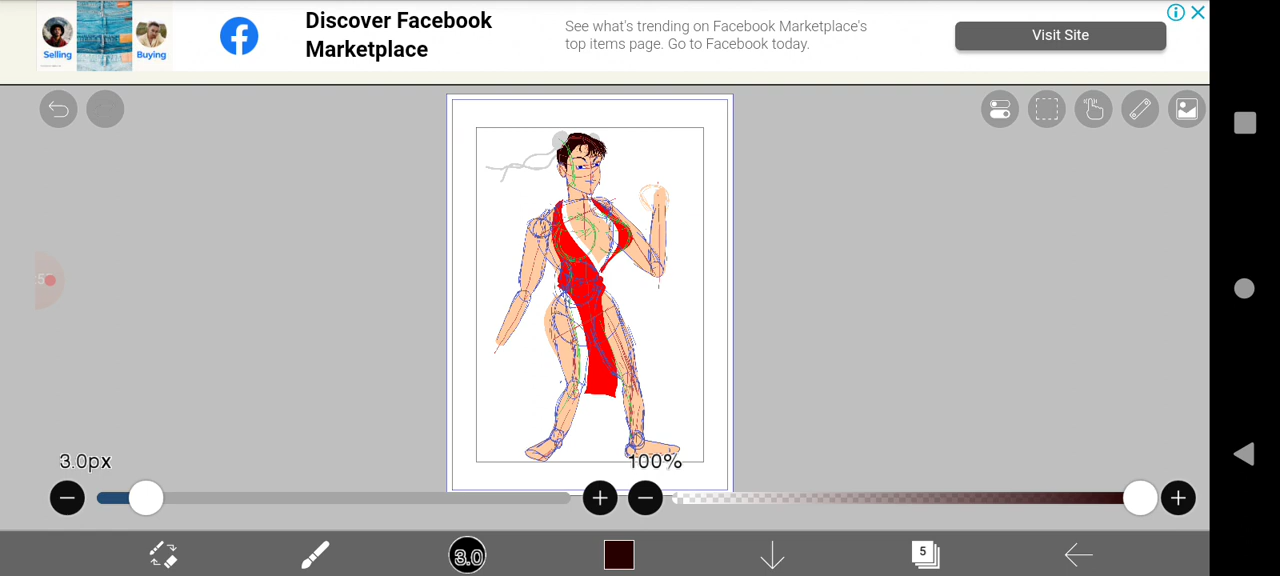 Discover Facebook
Marketplace
See what's trending on Facebook Marketplace's
top items page. Go to Facebook today.
Visit Site
Selling
Buying
3.0px
100%
3.0
5